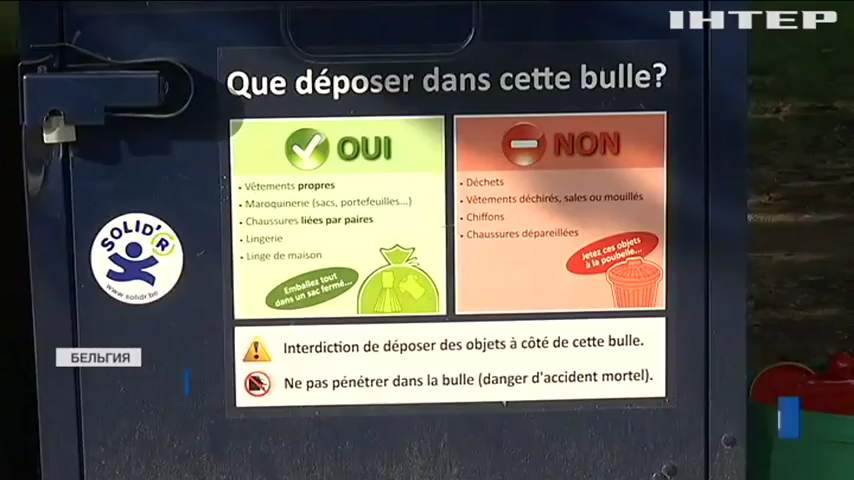 ІНТЕР
Que déposer dans cette bulle?
OUI
• Vêtements propres
• Maroquinerie (sacs, portefeuilles...)
• Chaussures liées par paires
• Lingerie
• Linge de maison
Emballez tout
dans un sac fermé...
NON
• Déchets
• Vêtements déchirés, sales ou mouillés
• Chiffons
• Chaussures dépareillées
Jetez ces objets
à la poubelle...
SOLID'R
www.solidr.be
Interdiction de déposer des objets à côté de cette bulle.
Ne pas pénétrer dans la bulle (danger d'accident mortel).
БЕЛЬГИЯ